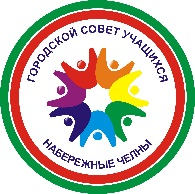 ГОРОДСКОЙ СОВЕТ УЧАЩИХСЯ
НАБЕРЕЖНЫЕ ЧЕЛНЫ